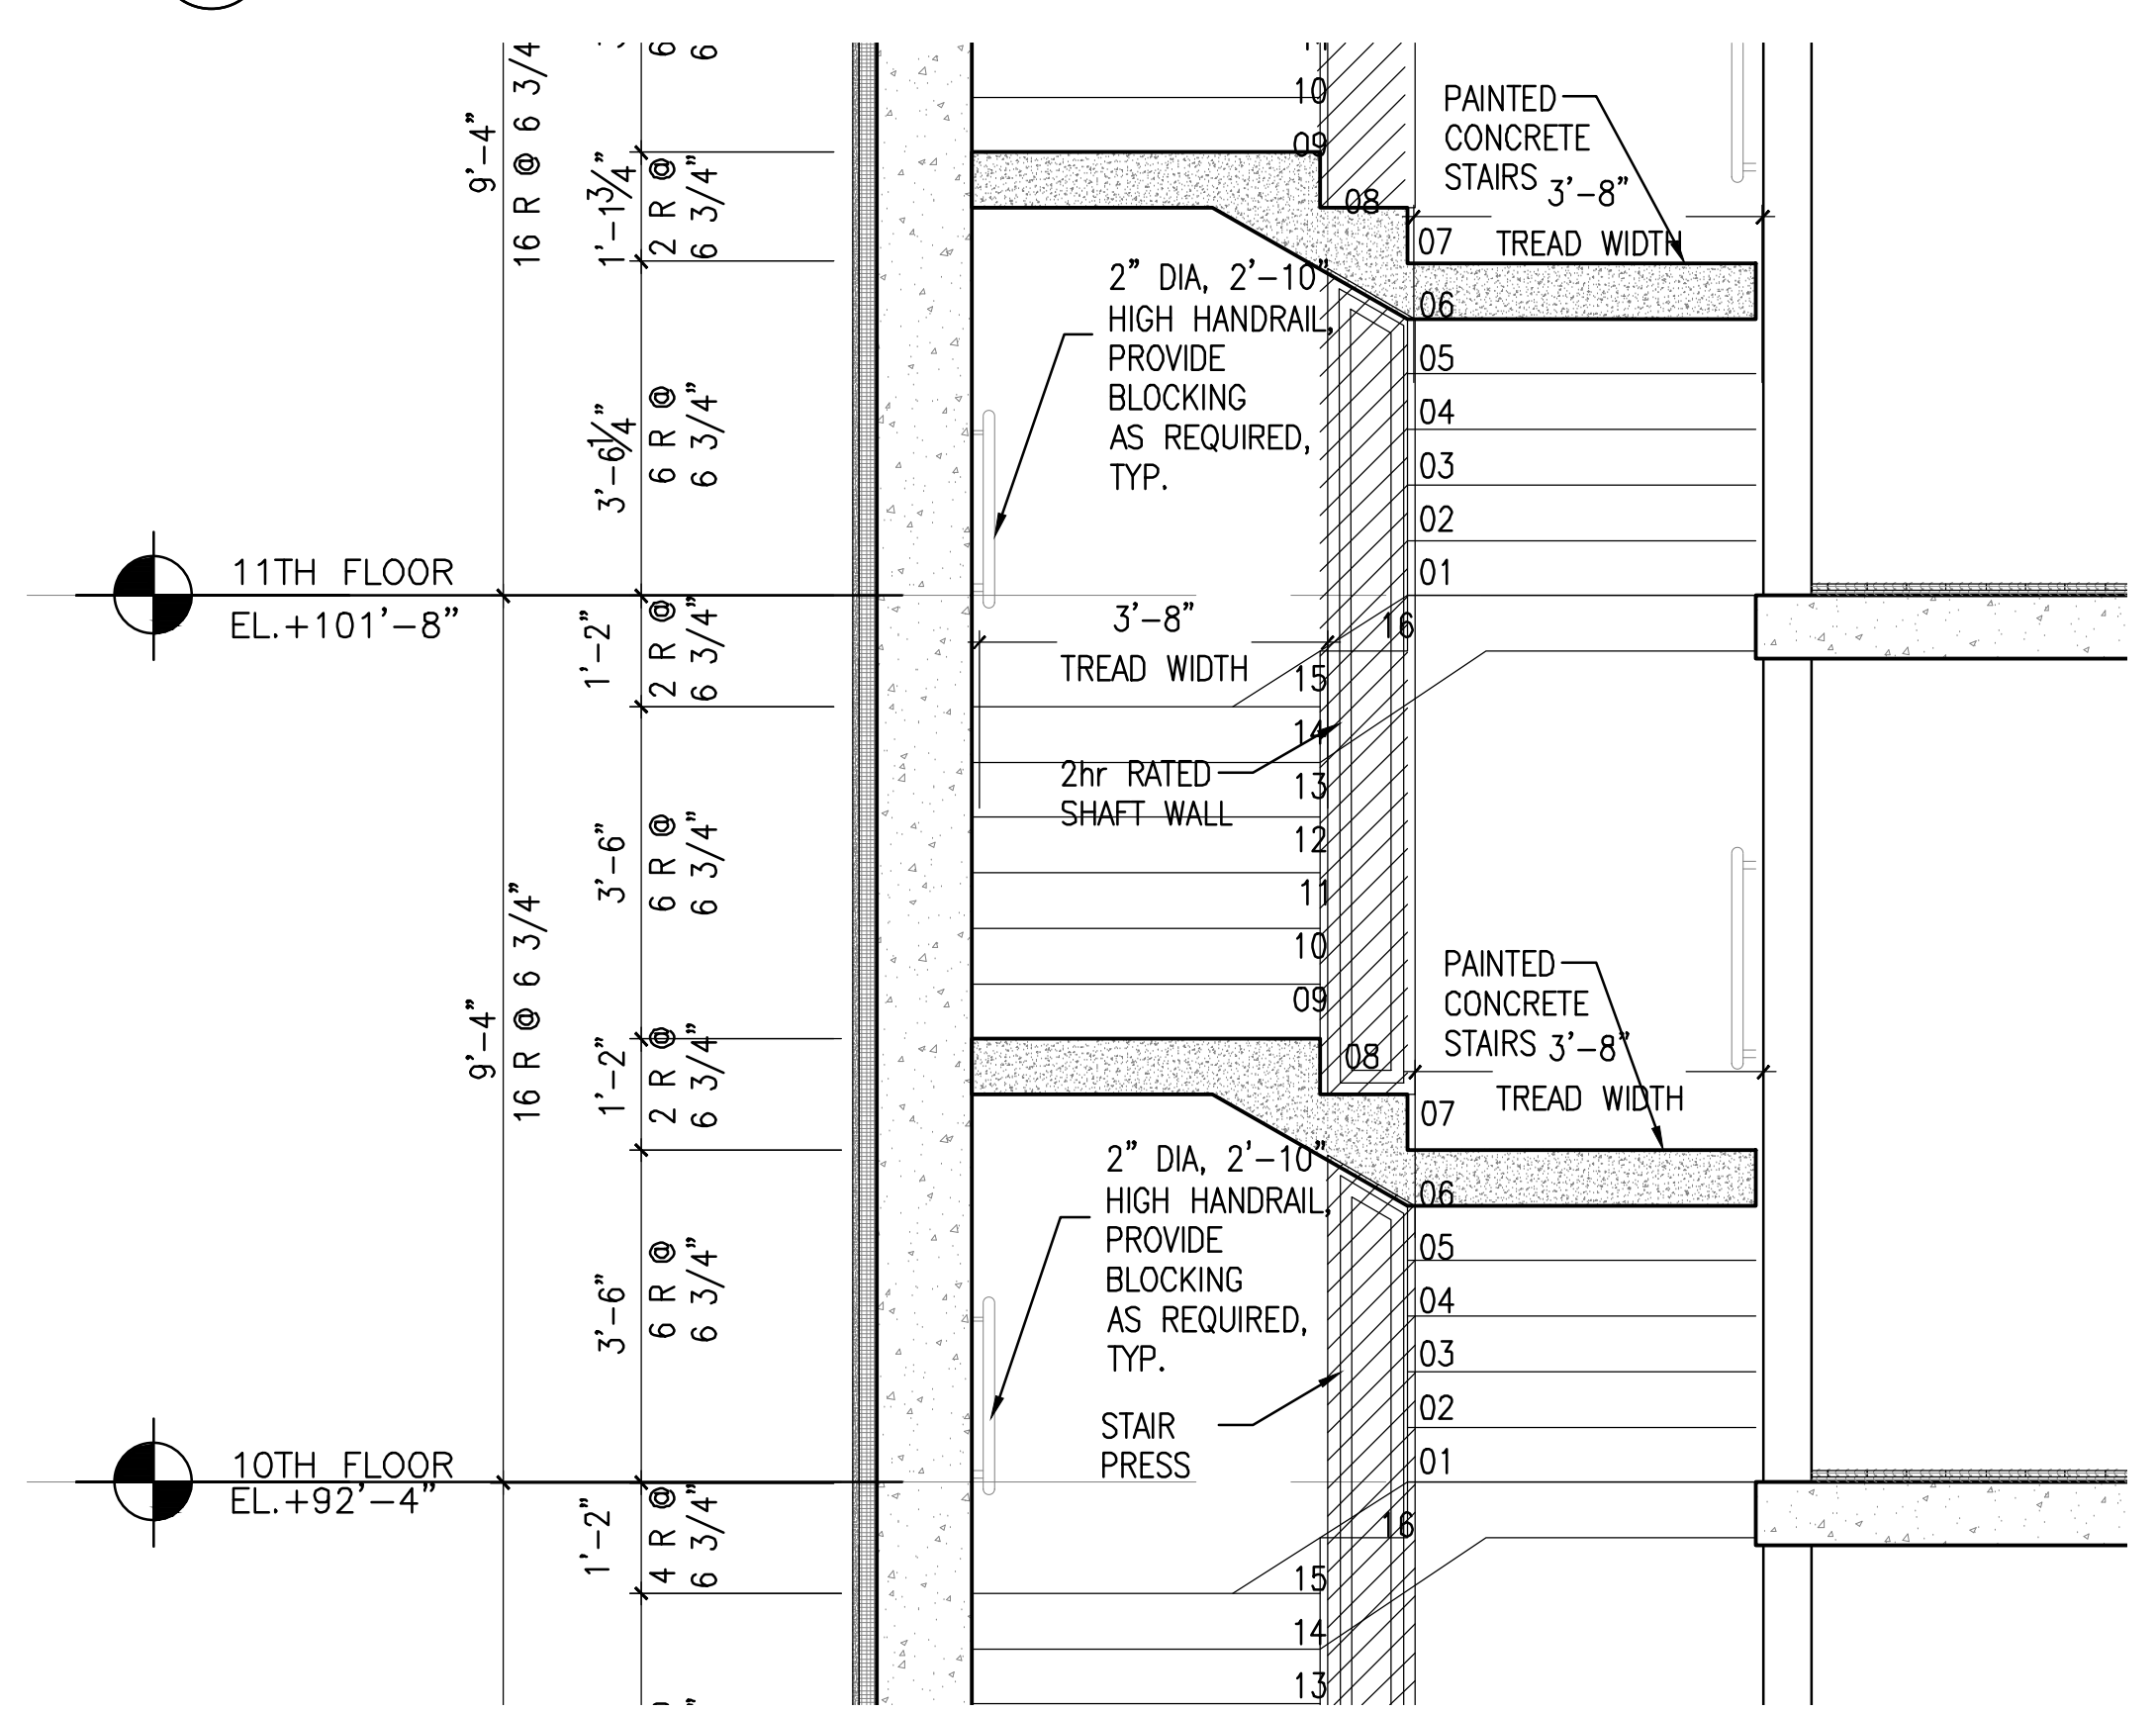 9'-4"
16 R @ 6 3/4
1'-1 3/4"
2 R @
6 3/4"
3'-6 1/4"
6 R @
6 3/4"
11TH FLOOR
EL.+101'-8"
1'-2"
2 R @
6 3/4"
3'-6"
6 R @
6 3/4"
9'-4"
16 R @ 6 3/4"
1'-2"
2 R @
6 3/4"
3'-6"
6 R @
6 3/4"
10TH FLOOR
EL.+92'-4"
1'-2"
4 R @
6 3/4"
10
09
08
PAINTED
CONCRETE
STAIRS
3'-8"
TREAD WIDTH
07
06
05
04
03
02
01
2" DIA, 2'-10"
HIGH HANDRAIL,
PROVIDE
BLOCKING
AS REQUIRED,
TYP.
3'-8"
TREAD WIDTH
16
15
14
2hr RATED
SHAFT WALL
13
12
11
10
09
08
PAINTED
CONCRETE
STAIRS
3'-8"
TREAD WIDTH
07
06
05
04
03
02
01
2" DIA, 2'-10"
HIGH HANDRAIL,
PROVIDE
BLOCKING
AS REQUIRED,
TYP.
STAIR
PRESS
16
15
14
13